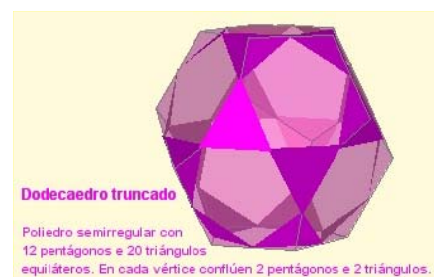 Dodecaedro truncado
Poliedro semirregular con
12 pentágonos e 20 triángulos
equiláteros. En cada vértice conflúen 2 pentágonos e 2 triángulos.